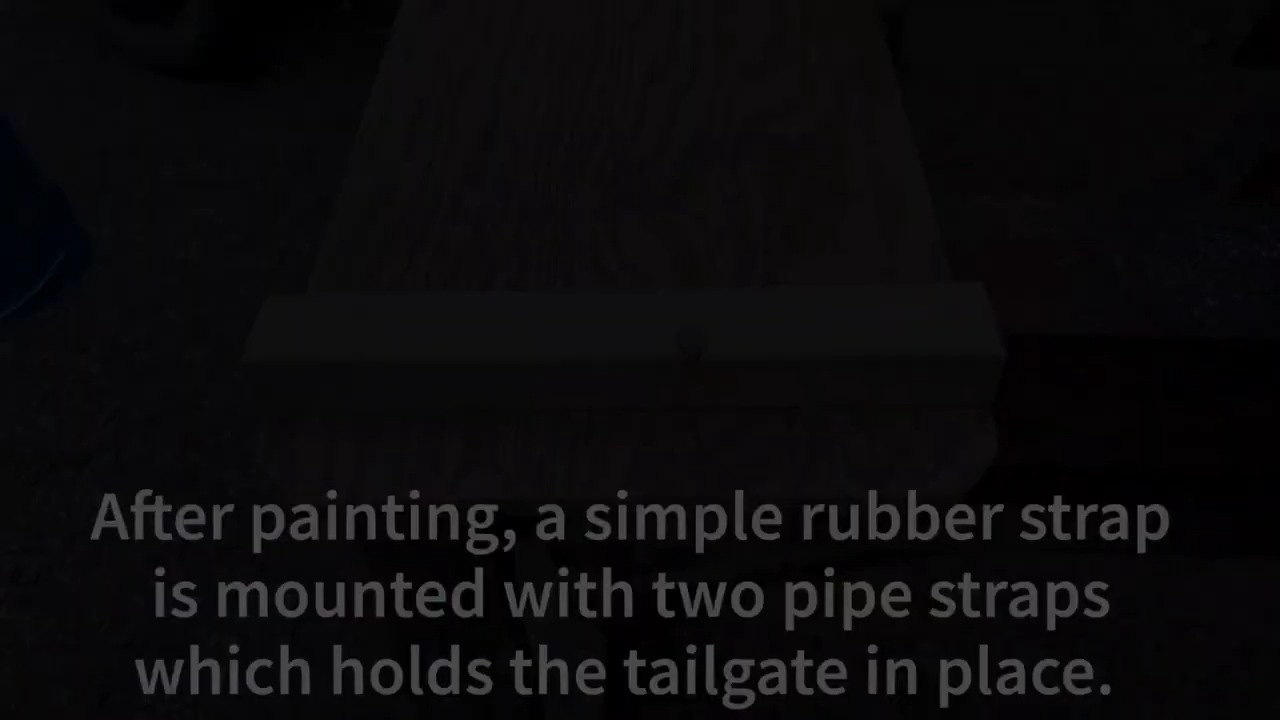 After painting, a simple rubber strap
is mounted with two pipe straps
which holds the tailgate in place.